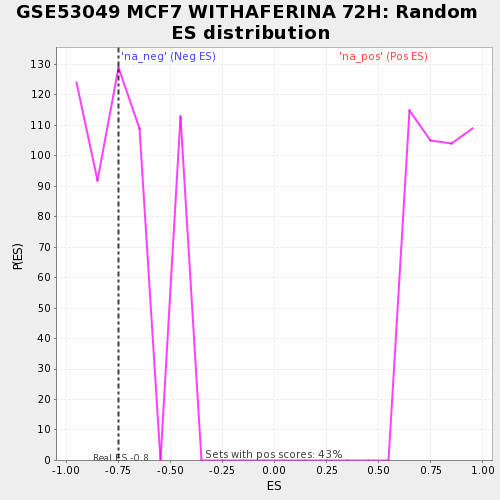 GSE53049 MCF7 WITHAFERINA 72H: Random
ES distribution
'na_neg' (Neg ES)
'na_pos' (Pos ES)
130
120
110
100
90
80
70
60
50
40
30
20
10
0
P(ES)
Real ES -0.8
Sets with pos scores: 43%
-1.00 -0.75 -0.50 -0.25 0.00 0.25 0.50 0.75 1.00
ES